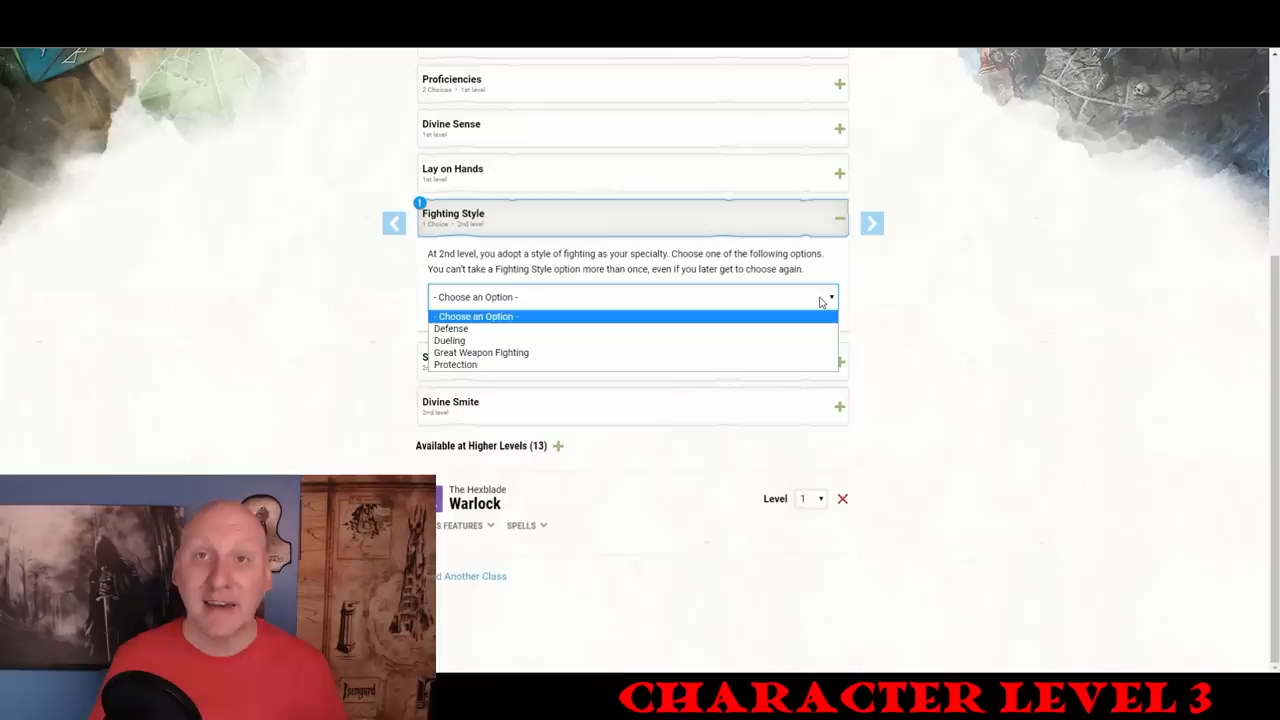 Proficiencies
2 Choices • 1st level
Divine Sense
1st level
Lay on Hands
1st level
!
Fighting Style
1 Choice • 2nd level
At 2nd level, you adopt a style of fighting as your specialty. Choose one of the following options.
You can't take a Fighting Style option more than once, even if you later get to choose again.
- Choose an Option -
- Choose an Option -
Defense
Dueling
Great Weapon Fighting
Protection
S
Divine Smite
2nd level
Available at Higher Levels (13)
The Hexblade
Warlock
Level 1
S FEATURES
SPELLS
d Another Class
Isengard
CHARACTER LEVEL 3